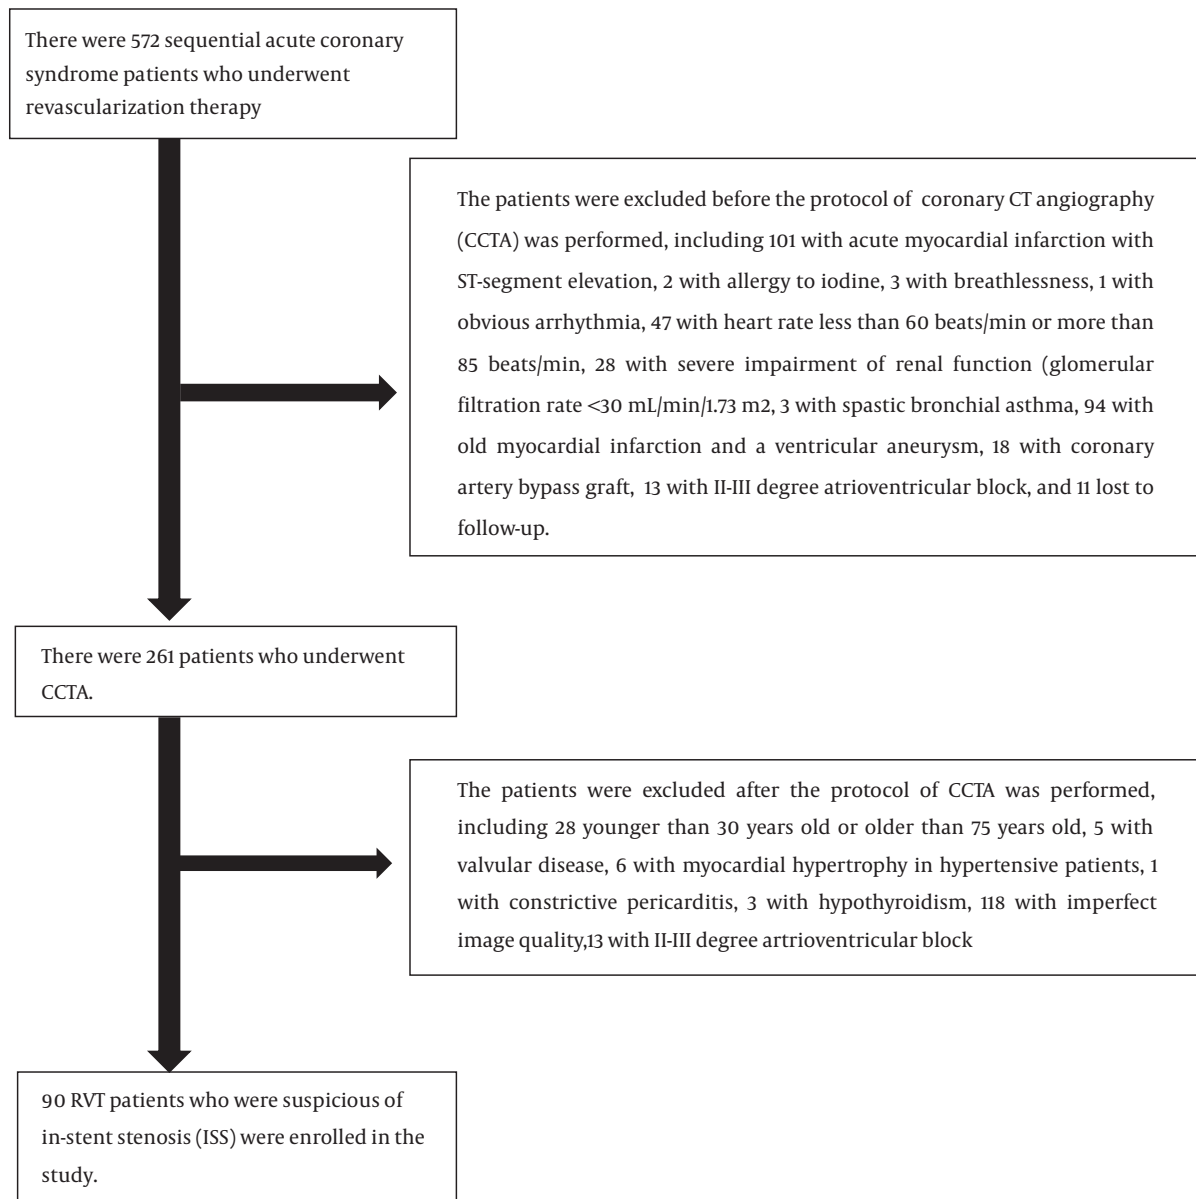 There were 572 sequential acute coronary
syndrome patients who underwent
revascularization therapy
The patients were excluded before the protocol of coronary CT angiography
(CCTA) was performed, including 101 with acute myocardial infarction with
ST-segment elevation, 2 with allergy to iodine, 3 with breathlessness, 1 with
obvious arrhythmia, 47 with heart rate less than 60 beats/min or more than
85 beats/min, 28 with severe impairment of renal function (glomerular
filtration rate <30 mL/min/1.73 m2, 3 with spastic bronchial asthma, 94 with
old myocardial infarction and a ventricular aneurysm, 18 with coronary
artery bypass graft, 13 with II-III degree atrioventricular block, and 11 lost to
follow-up.
There were 261 patients who underwent
CCTA.
The patients were excluded after the protocol of CCTA was performed,
including 28 younger than 30 years old or older than 75 years old, 5 with
valvular disease, 6 with myocardial hypertrophy in hypertensive patients, 1
with constrictive pericarditis, 3 with hypothyroidism, 118 with imperfect
image quality,13 with II-III degree artrioventricular block
90 RVT patients who were suspicious of
in-stent stenosis (ISS) were enrolled in the
study.